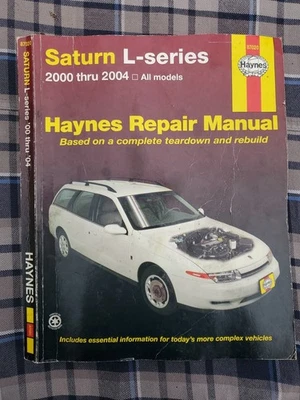 Saturn L-series
2000 thru 2004 □ All models
Haynes
Haynes Repair Manual
Based on a complete teardown and rebuild
Includes essential information for today's more complex vehicles
SATURN L-series '00 thru '04
HAYNES